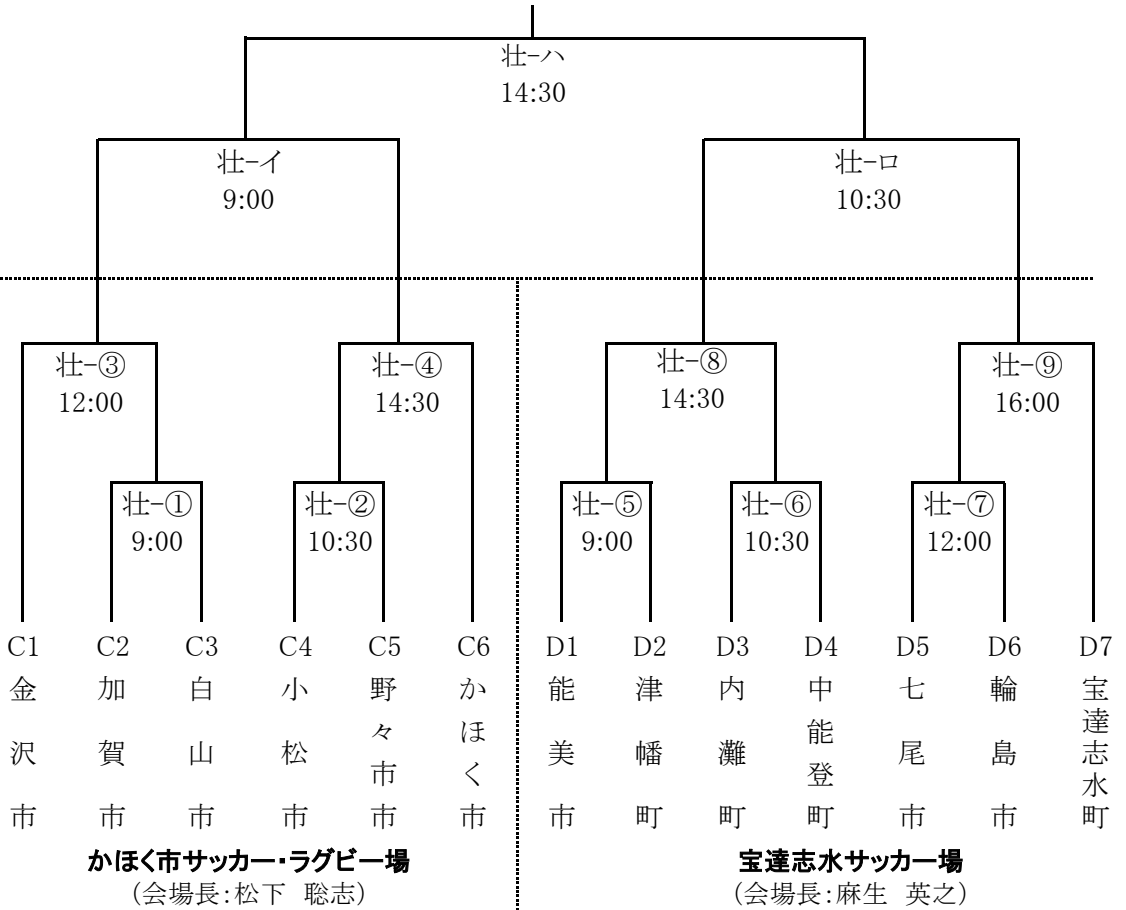 壮-ハ
14:30
壮-イ
9:00
壮-ロ
10:30
壮-③
12:00
壮-④
14:30
壮-⑧
14:30
壮-⑨
16:00
壮-①
9:00
壮-②
10:30
壮-⑤
9:00
壮-⑥
10:30
壮-⑦
12:00
C1 C2 C3 C4 C5 C6 D1 D2 D3 D4 D5 D6 D7
金沢市
加賀市
白山市
小松市
野々市市
かほく市
能美市
津幡町
内灘町
中能登町
七尾市
輪島市
宝達志水町
かほく市サッカー・ラグビー場
(会場長:松下 聡志)
宝達志水サッカー場
(会場長:麻生 英之)